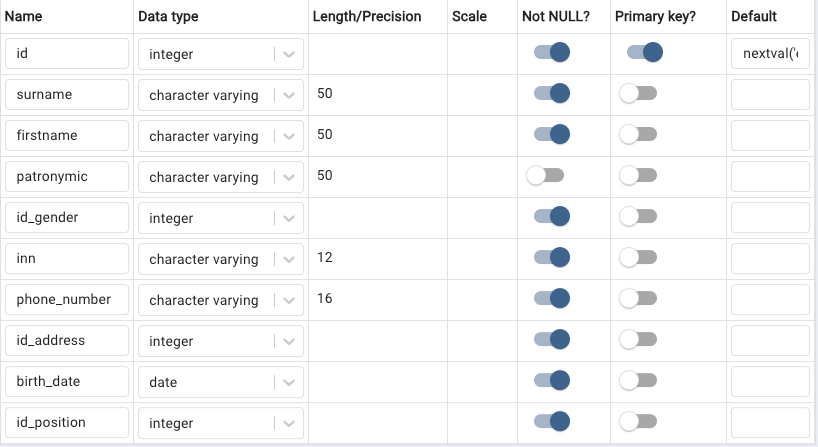 Name Data type Length/Precision Scale Not NULL? Primary key? Default
id integer nextval('
surname character varying 50
firstname character varying 50
patronymic character varying 50
id_gender integer
inn character varying 12
phone_number character varying 16
id_address integer
birth_date date
id_position integer